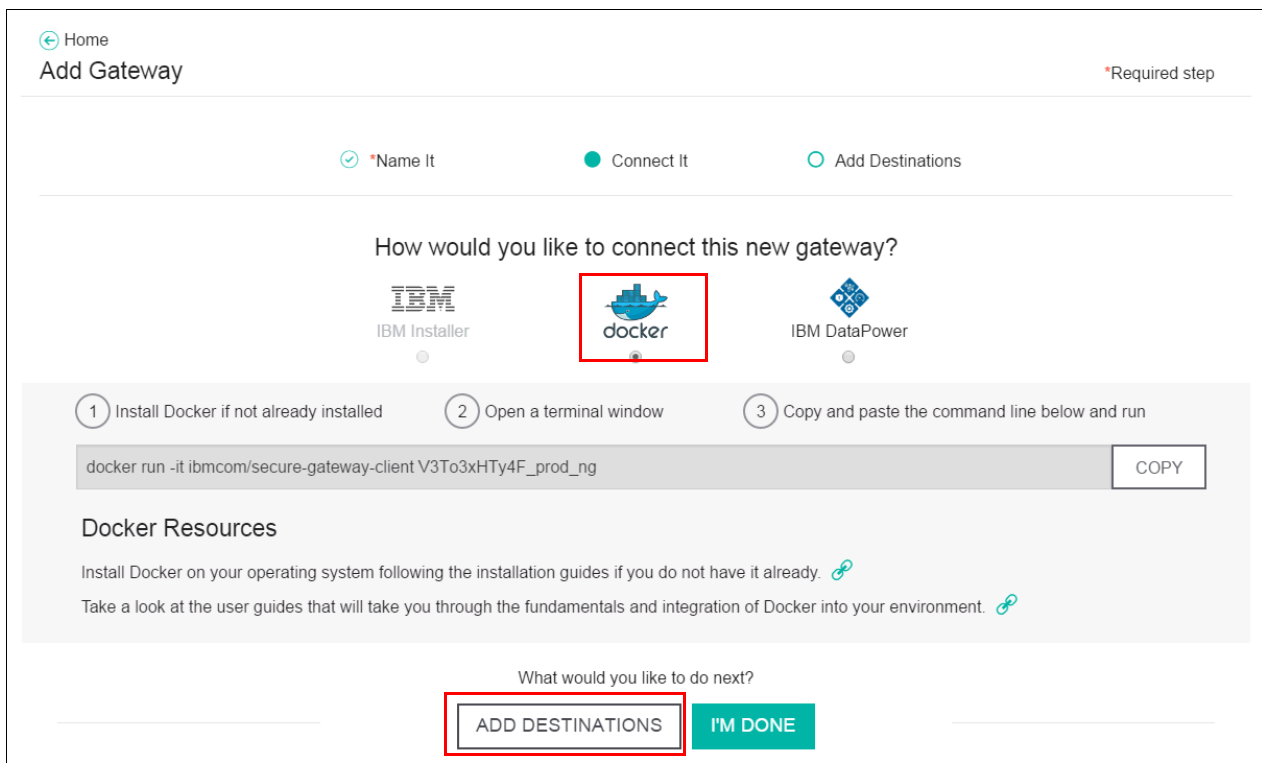 Home
Add Gateway
*Required step
*Name It Connect It Add Destinations
How would you like to connect this new gateway?
IBM docker
IBM Installer IBM DataPower
1 Install Docker if not already installed 2 Open a terminal window 3 Copy and paste the command line below and run
docker run -it ibmcom/secure-gateway-client V3To3xHTy4F_prod_ng COPY
Docker Resources
Install Docker on your operating system following the installation guides if you do not have it already.
Take a look at the user guides that will take you through the fundamentals and integration of Docker into your environment.
What would you like to do next?
ADD DESTINATIONS I'M DONE